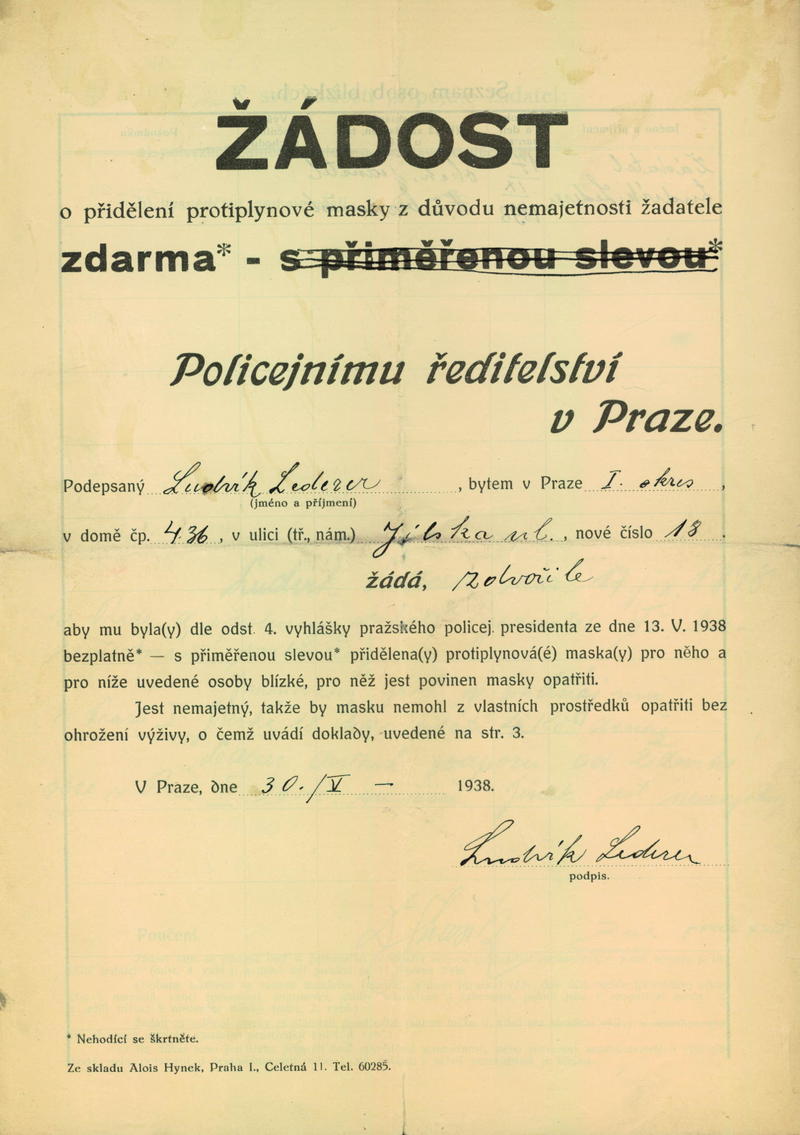 ŽÁDOST
o přidělení protiplynové masky z důvodu nemajetnosti žadatele
zdarma* - s přiměřenou slevou*
Policejnímu ředitelství
v Praze.
Podepsaný Ludvík Lederer, bytem v Praze I. okres,
(jméno a příjmení)
v domě čp. 436, v ulici (tř., nám.) Jilská ul., nové číslo 18.
žádá, zdvořile
aby mu byla(y) dle odst. 4. vyhlášky pražského policej. presidenta ze dne 13. V. 1938
bezplatně* — s přiměřenou slevou* přidělena(y) protiplynová(é) maska(y) pro něho a
pro níže uvedené osoby blízké, pro něž jest povinen masky opatřiti.
Jest nemajetný, takže by masku nemohl z vlastních prostředků opatřiti bez
ohrožení výživy, o čemž uvádí doklady, uvedené na str. 3.
V Praze, dne 30./V — 1938.
Ludvík Lederer
podpis.
* Nehodící se škrtněte.
Ze skladu Alois Hynek, Praha I., Celetná 11. Tel. 60285.